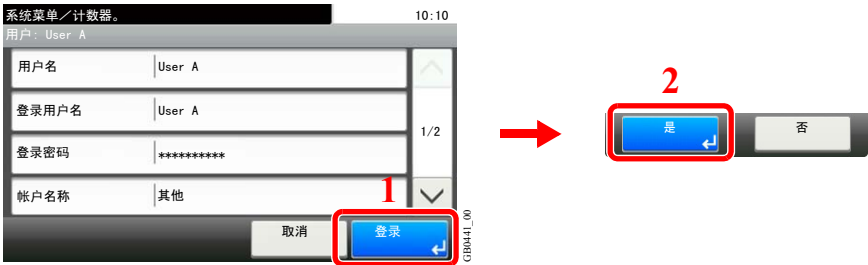 系统菜单／计数器。 10:10
用户: User A
用户名 User A
登录用户名 User A
1/2
登录密码 **********
帐户名称 其他
1
取消 登录
GB0441_00
2
是 否